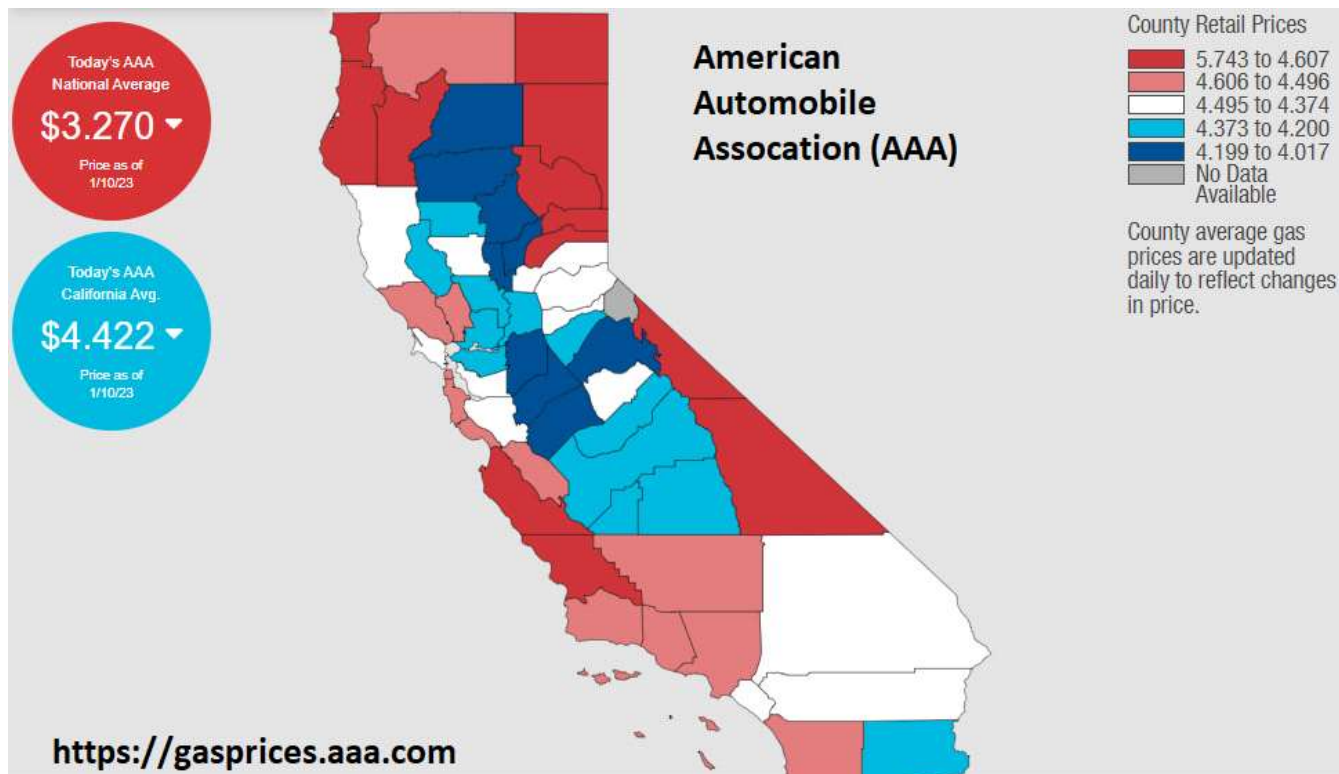 Today's AAA
National Average
$3.270
Price as of
1/10/23
Today's AAA
California Avg.
$4.422
Price as of
1/10/23
American
Automobile
Assocation (AAA)
County Retail Prices
5.743 to 4.607
4.606 to 4.496
4.495 to 4.374
4.373 to 4.200
4.199 to 4.017
No Data
Available
County average gas
prices are updated
daily to reflect changes
in price.
https://gasprices.aaa.com